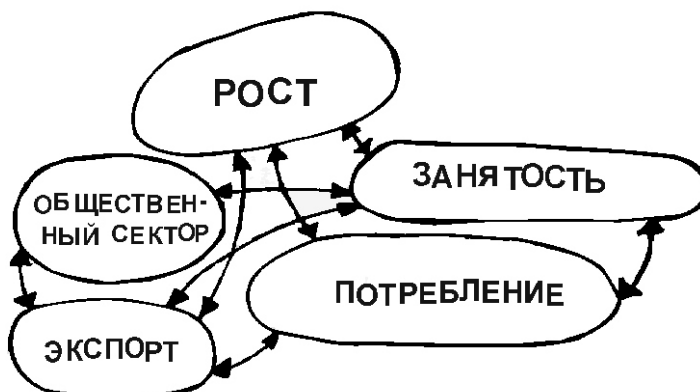 РОСТ
ЗАНЯТОСТЬ
ОБЩЕСТВЕН-
НЫЙ СЕКТОР
ПОТРЕБЛЕНИЕ
ЭКСПОРТ